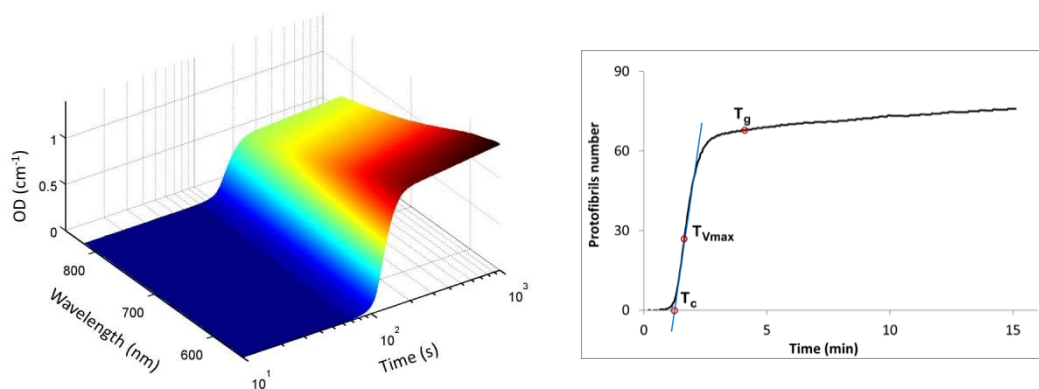 OD (cm⁻¹)
1
0.5
0
800
700
600
Wavelength (nm)
10¹
10²
10³
Time (s)
Protofibrils number
90
60
30
0
T_g
T_Vmax
T_c
0
5
10
15
Time (min)